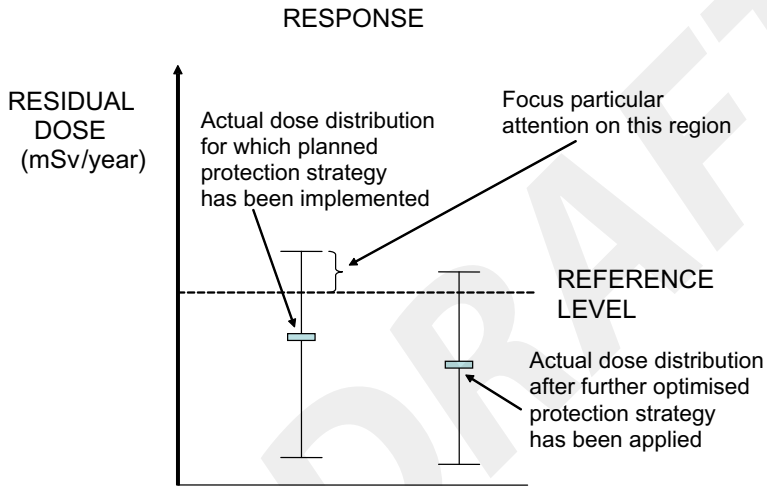 RESPONSE
RESIDUAL
DOSE
(mSv/year)
Actual dose distribution
for which planned
protection strategy
has been implemented
Focus particular
attention on this region
REFERENCE
LEVEL
Actual dose distribution
after further optimised
protection strategy
has been applied
DRAFT